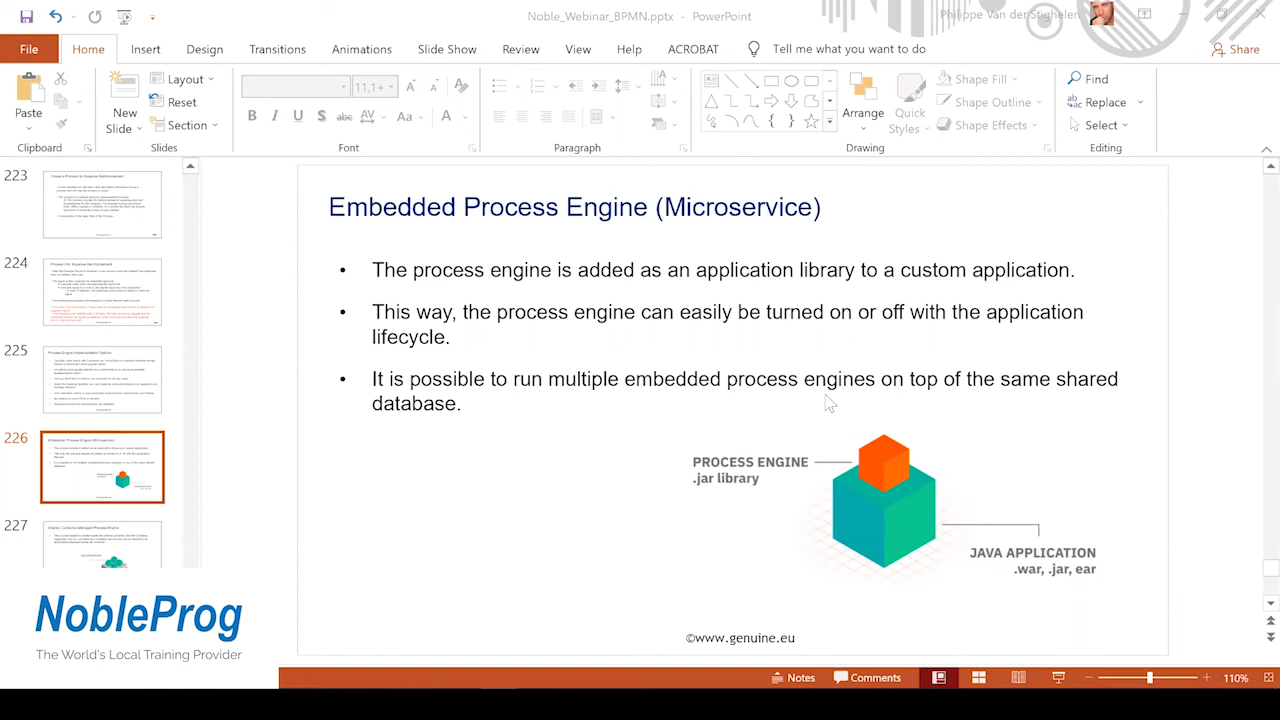 Noble_Webinar_BPMN.pptx - PowerPoint
Philippe Van der Stighelen
File Home Insert Design Transitions Animations Slide Show Review View Help ACROBAT Tell me what you want to do Share
Paste
Clipboard
New
Slide
Layout
Reset
Section
Slides
11,1+
B I U S abc AV Aa A
Font
Paragraph
Arrange
Quick
Styles
Shape Fill
Shape Outline
Shape Effects
Drawing
Find
Replace
Select
Editing
223
224
225
226
227
Embedded Process Engine (Microservice)
• The process engine is added as an application library to a custom application.
• This way, the process engine can easily be turned on or off with the application
lifecycle.
• It is possible to run multiple embedded process engines on top of the same shared
database.
PROCESS ENGINE
.jar library
JAVA APPLICATION
.war, .jar, ear
©www.genuine.eu
NobleProg
The World's Local Training Provider
Notes Comments 110%